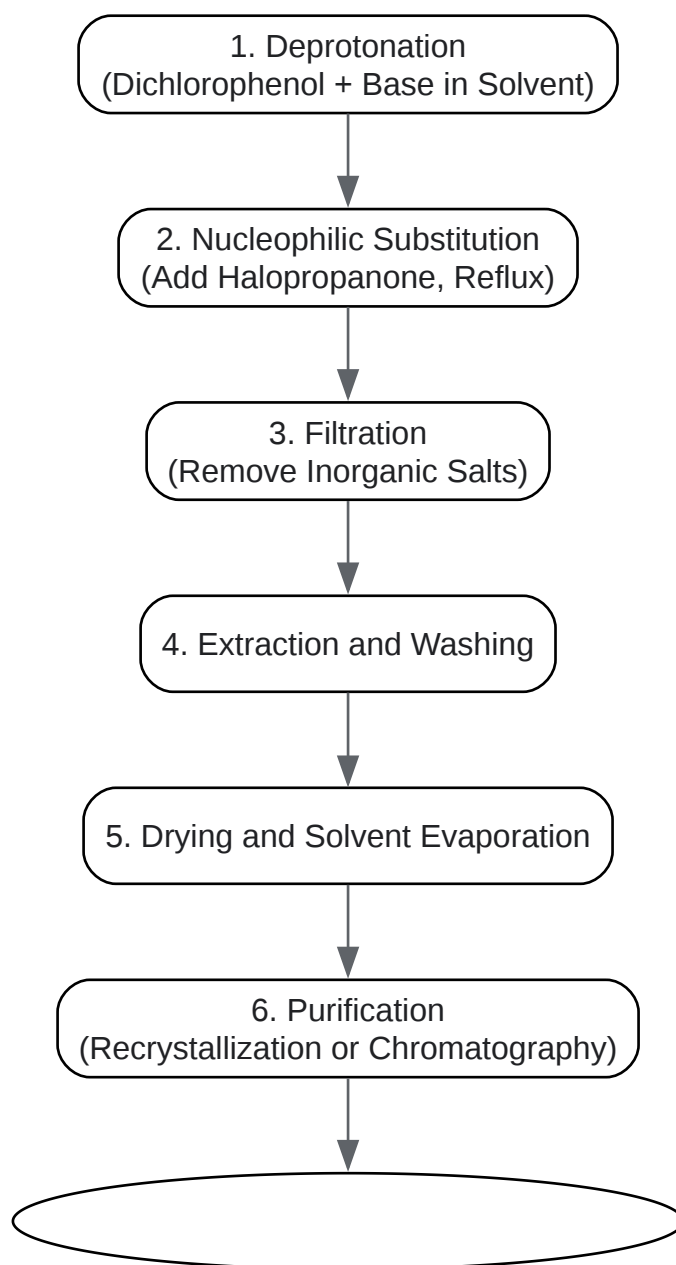 1. Deprotonation
(Dichlorophenol + Base in Solvent)
2. Nucleophilic Substitution
(Add Halopropanone, Reflux)
3. Filtration
(Remove Inorganic Salts)
4. Extraction and Washing
5. Drying and Solvent Evaporation
6. Purification
(Recrystallization or Chromatography)